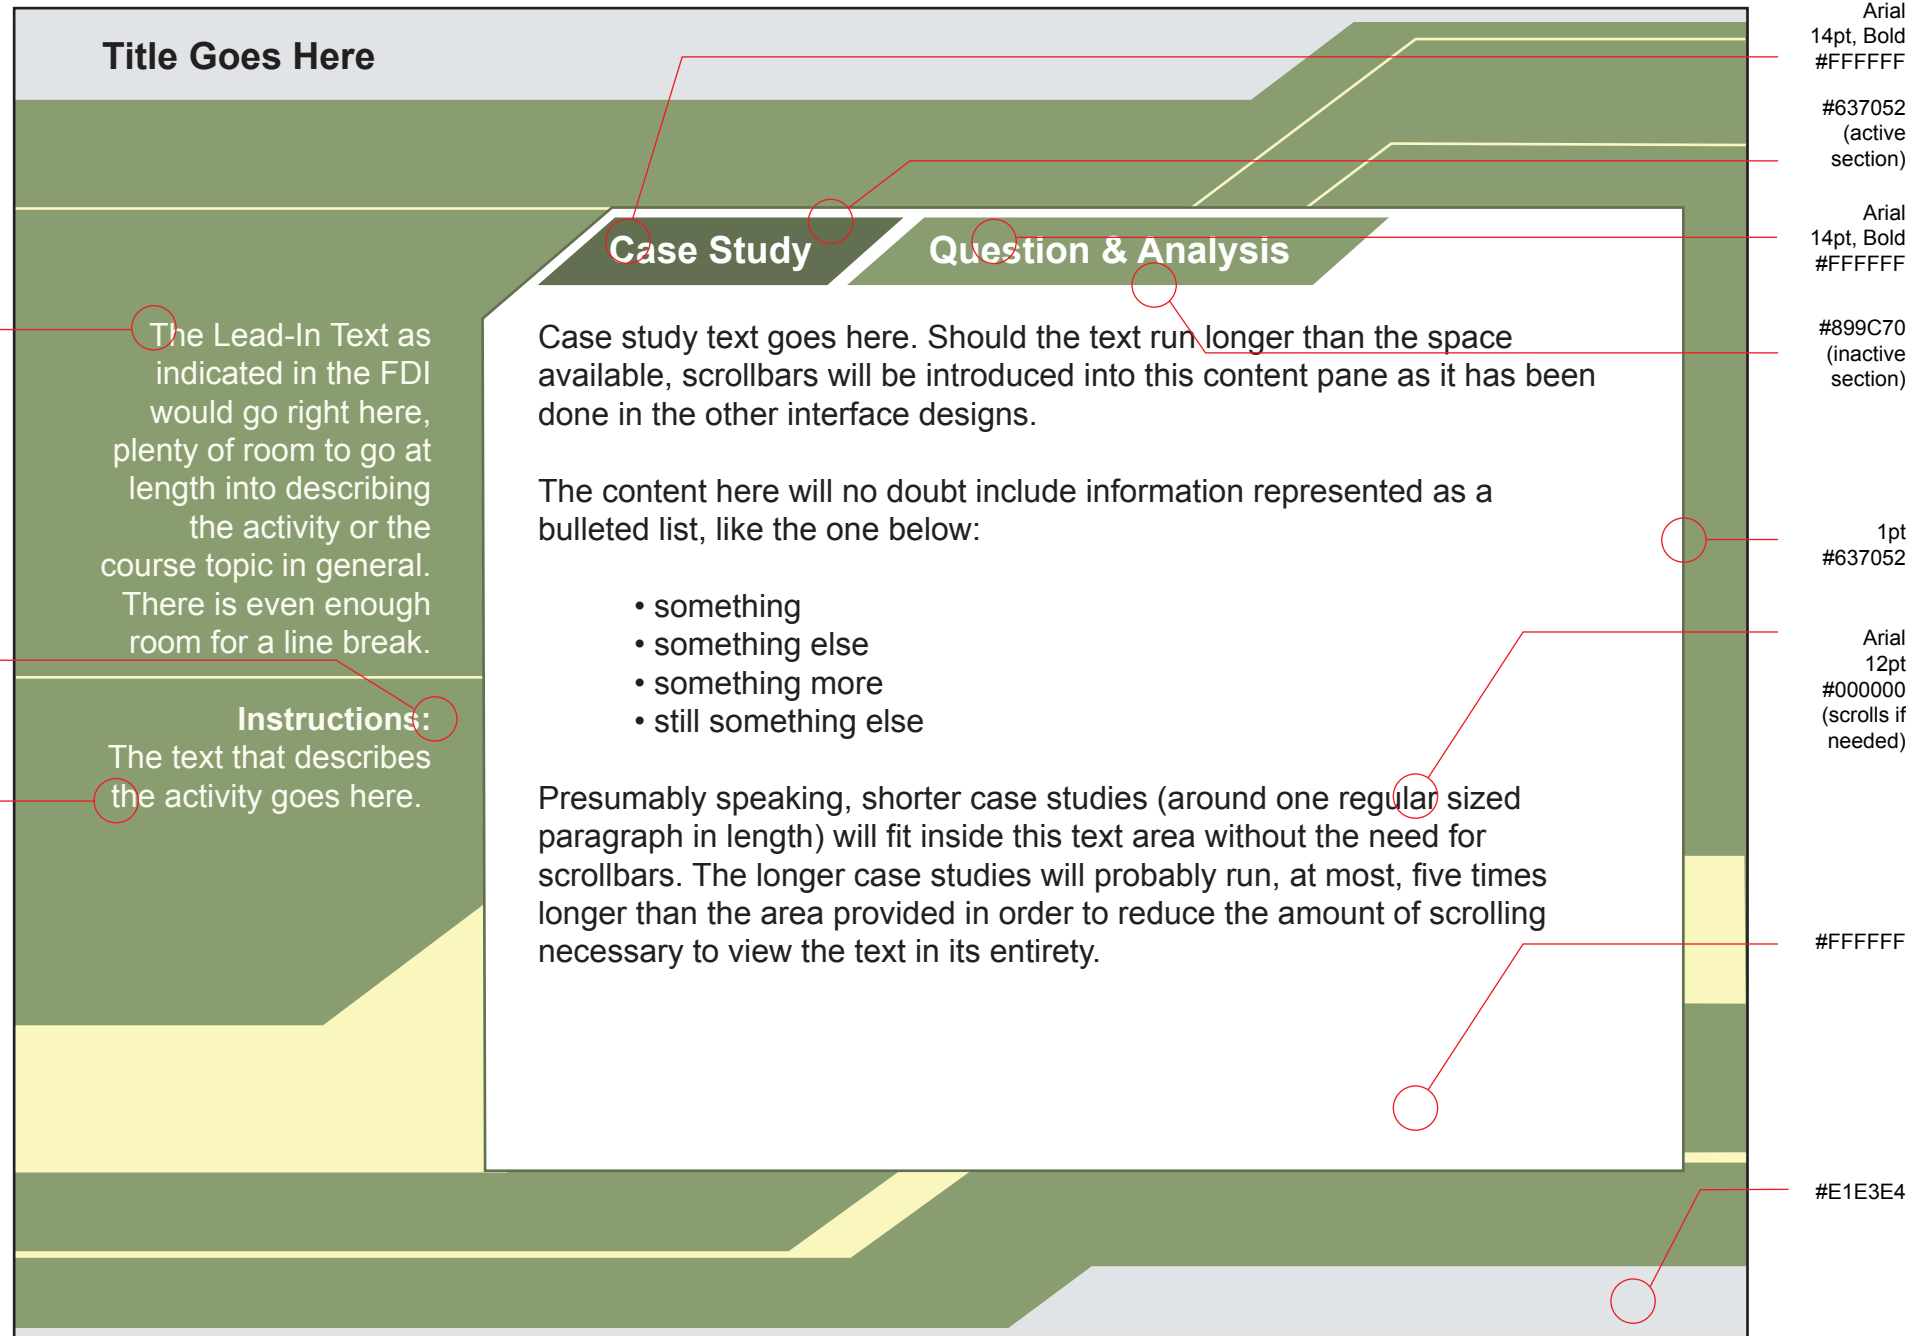 Title Goes Here
Case Study
Question & Analysis
The Lead-In Text as
indicated in the FDI
would go right here,
plenty of room to go at
length into describing
the activity or the
course topic in general.
There is even enough
room for a line break.
Instructions:
The text that describes
the activity goes here.
Case study text goes here. Should the text run longer than the space
available, scrollbars will be introduced into this content pane as it has been
done in the other interface designs.
The content here will no doubt include information represented as a
bulleted list, like the one below:
• something
• something else
• something more
• still something else
Presumably speaking, shorter case studies (around one regular sized
paragraph in length) will fit inside this text area without the need for
scrollbars. The longer case studies will probably run, at most, five times
longer than the area provided in order to reduce the amount of scrolling
necessary to view the text in its entirety.
Arial
14pt, Bold
#FFFFFF
#637052
(active
section)
Arial
14pt, Bold
#FFFFFF
#899C70
(inactive
section)
1pt
#637052
Arial
12pt
#000000
(scrolls if
needed)
#FFFFFF
#E1E3E4